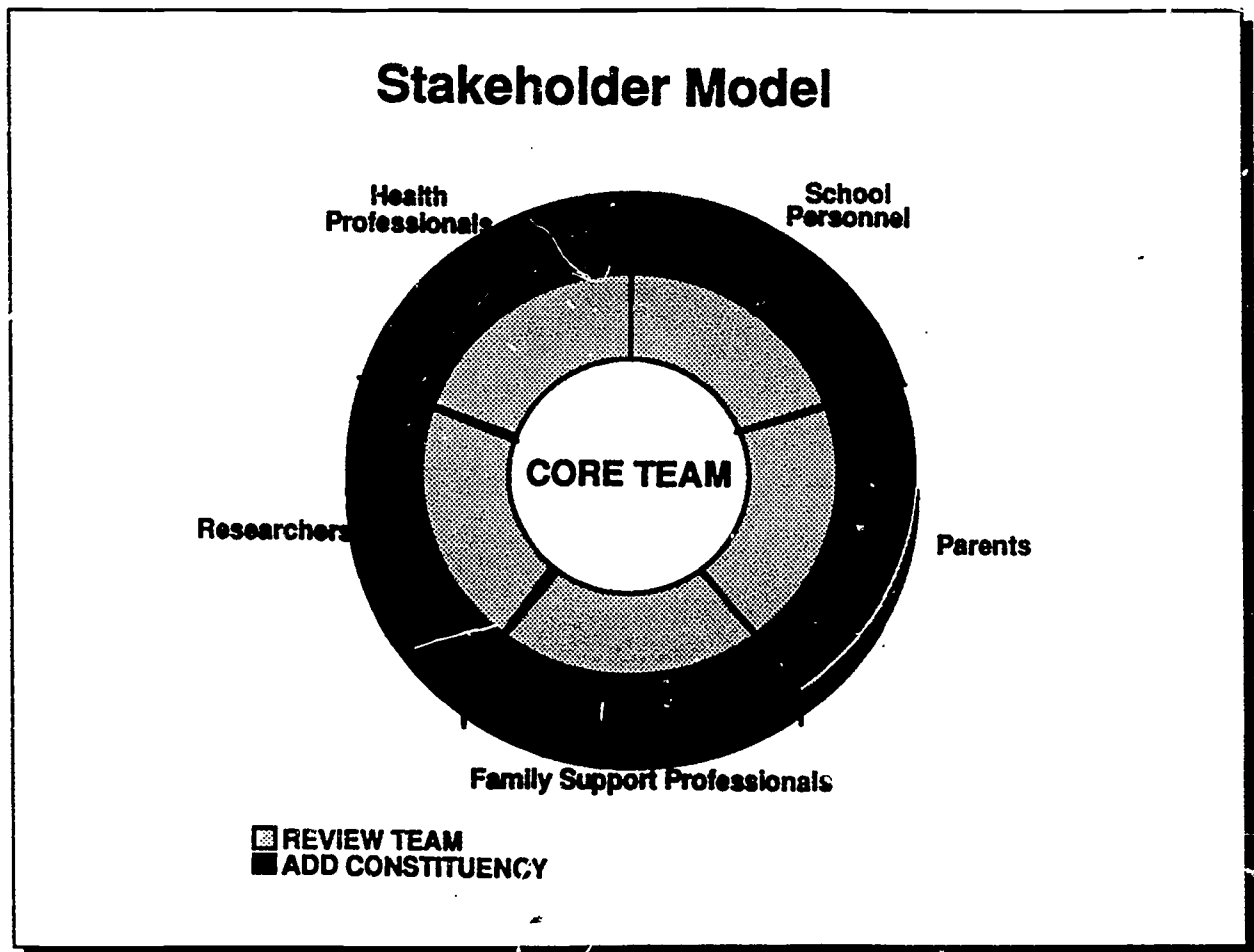 Stakeholder Model
Health
Professionals
School
Personnel
CORE TEAM
Researchers
Parents
Family Support Professionals
REVIEW TEAM
ADD CONSTITUENCY